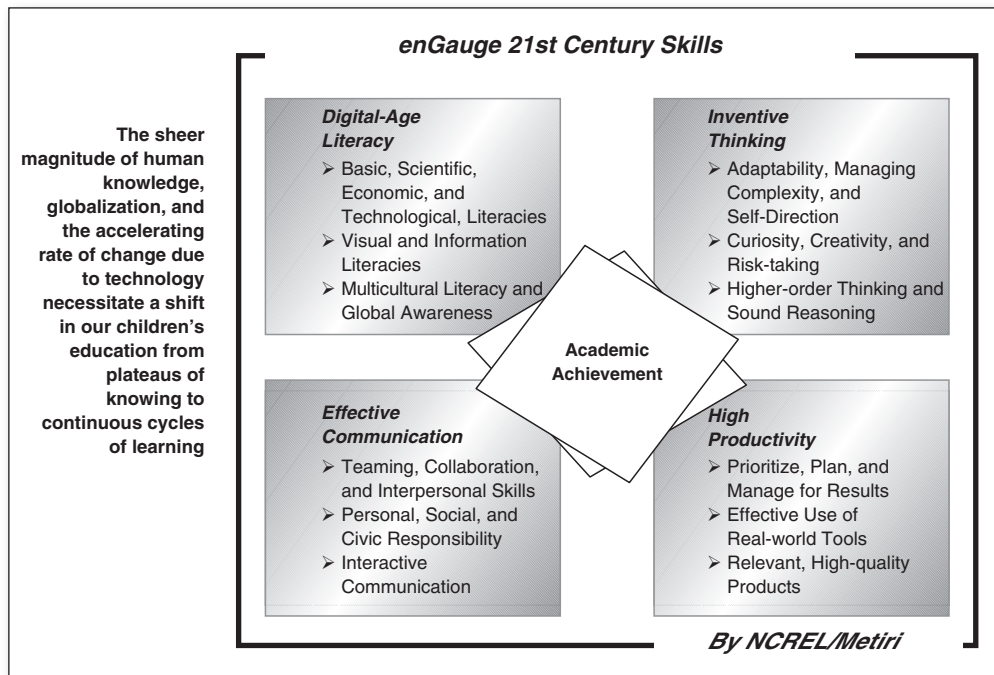 enGauge 21st Century Skills
The sheer
magnitude of human
knowledge,
globalization, and
the accelerating
rate of change due
to technology
necessitate a shift
in our children's
education from
plateaus of
knowing to
continuous cycles
of learning
Digital-Age
Literacy
➢ Basic, Scientific,
Economic, and
Technological, Literacies
➢ Visual and Information
Literacies
➢ Multicultural Literacy and
Global Awareness
Inventive
Thinking
➢ Adaptability, Managing
Complexity, and
Self-Direction
➢ Curiosity, Creativity, and
Risk-taking
➢ Higher-order Thinking and
Sound Reasoning
Academic
Achievement
Effective
Communication
➢ Teaming, Collaboration,
and Interpersonal Skills
➢ Personal, Social, and
Civic Responsibility
➢ Interactive
Communication
High
Productivity
➢ Prioritize, Plan, and
Manage for Results
➢ Effective Use of
Real-world Tools
➢ Relevant, High-quality
Products
By NCREL/Metiri